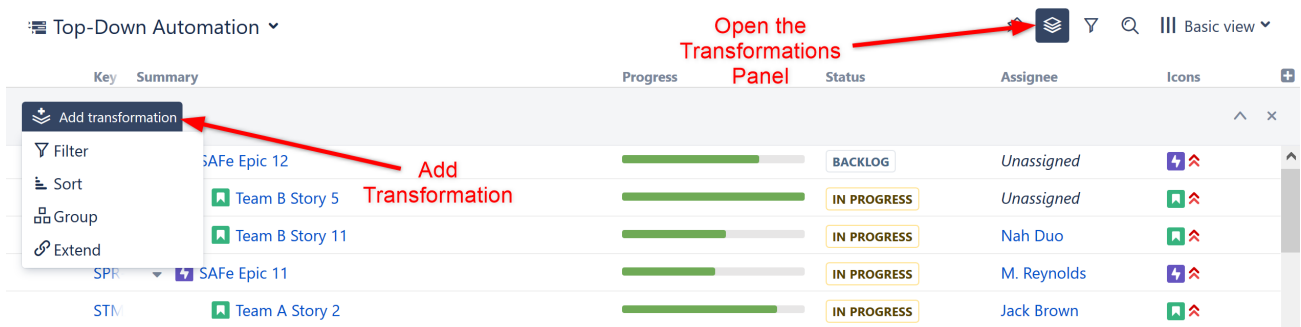 Top-Down Automation
Open the
Transformations
Panel
Basic view
Key Summary Progress Status Assignee Icons
Add transformation
Filter
Sort
Group
Extend
Add
Transformation
SAFe Epic 12 BACKLOG Unassigned
Team B Story 5 IN PROGRESS Unassigned
Team B Story 11 IN PROGRESS Nah Duo
SPR SAFe Epic 11 IN PROGRESS M. Reynolds
STM Team A Story 2 IN PROGRESS Jack Brown